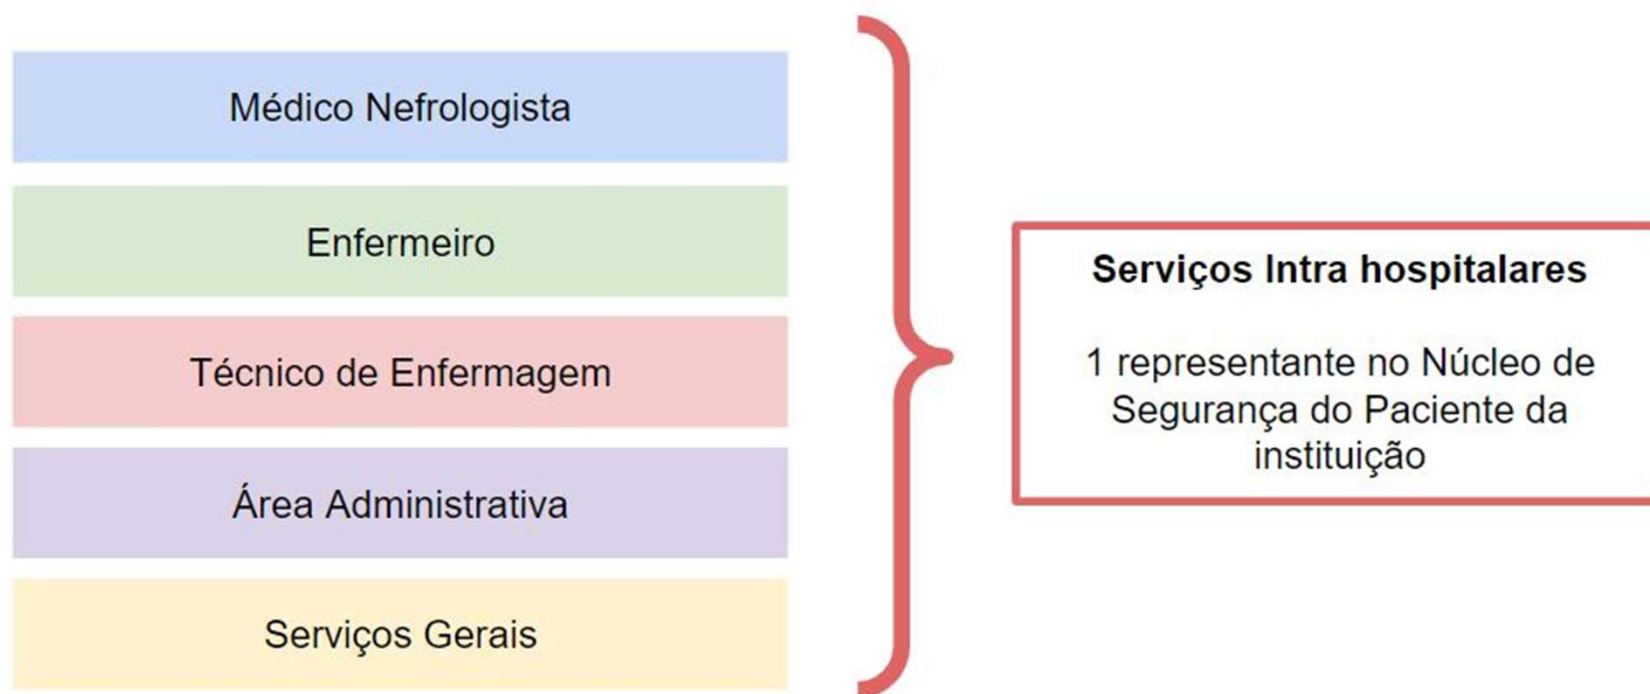 Médico Nefrologista
Enfermeiro
Técnico de Enfermagem
Área Administrativa
Serviços Gerais
Serviços Intra hospitalares
1 representante no Núcleo de
Segurança do Paciente da
instituição